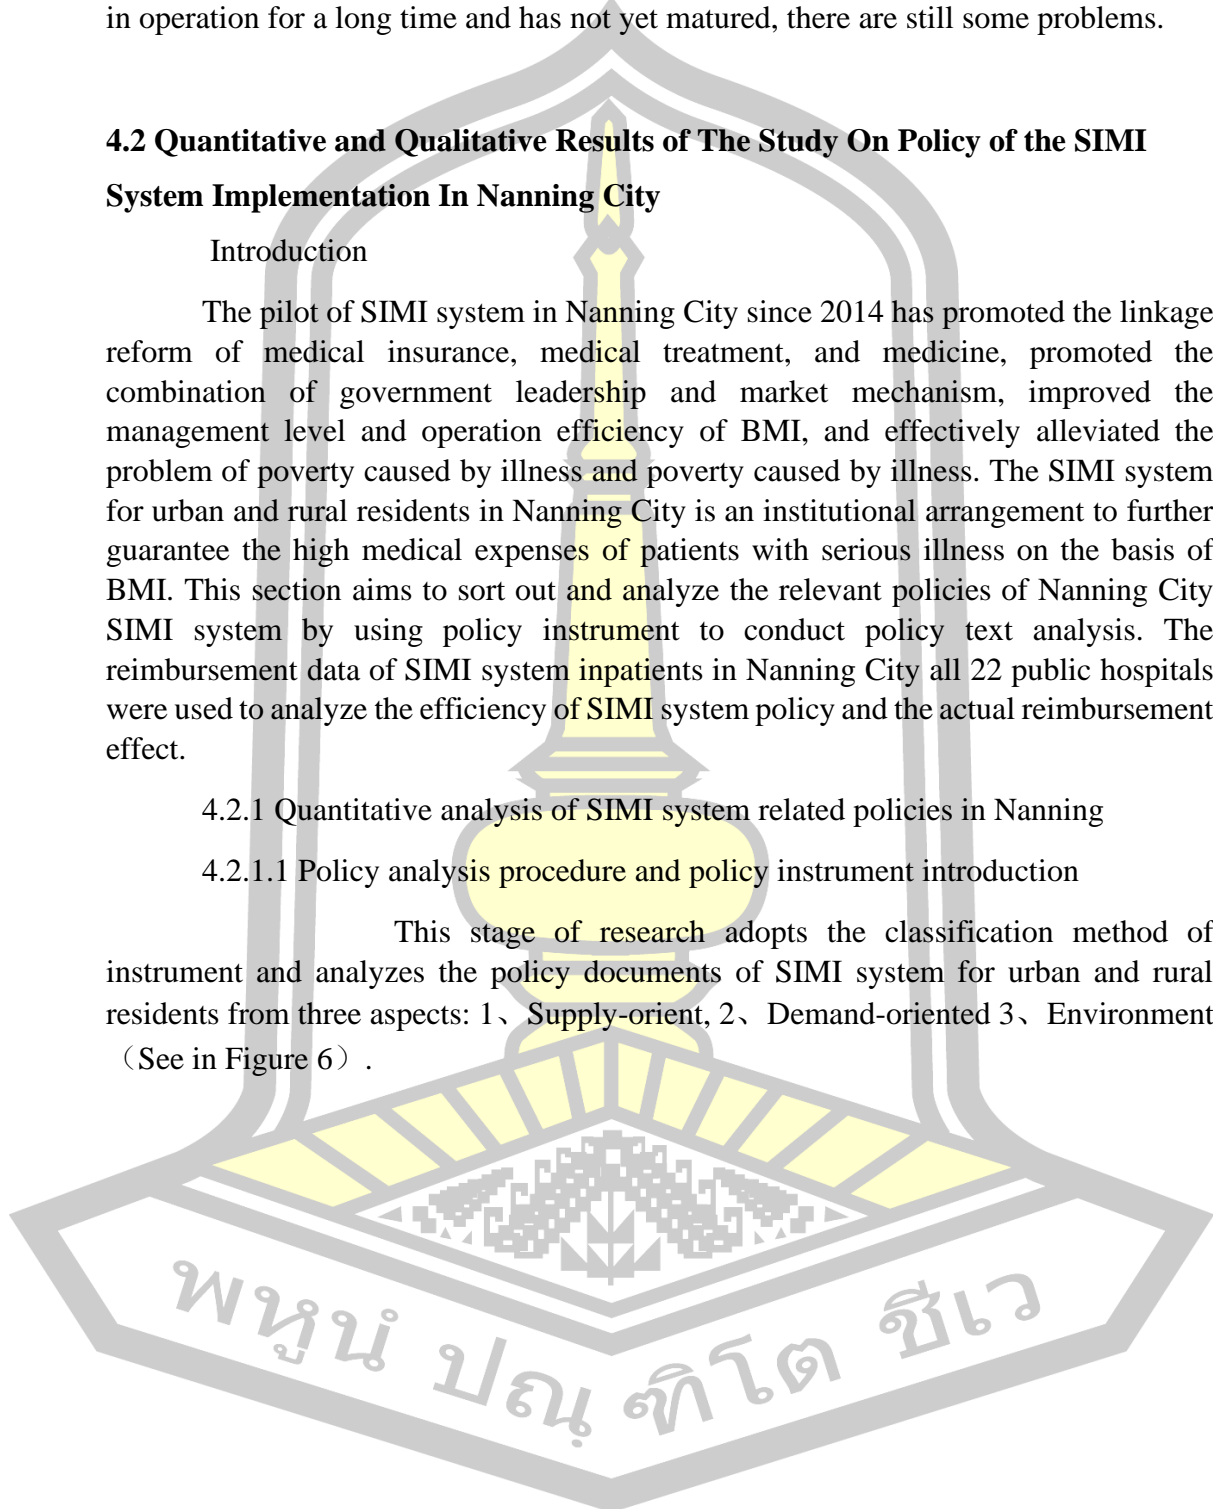 in operation for a long time and has not yet matured, there are still some problems.
4.2 Quantitative and Qualitative Results of The Study On Policy of the SIMI
System Implementation In Nanning City
Introduction
The pilot of SIMI system in Nanning City since 2014 has promoted the linkage
reform of medical insurance, medical treatment, and medicine, promoted the
combination of government leadership and market mechanism, improved the
management level and operation efficiency of BMI, and effectively alleviated the
problem of poverty caused by illness and poverty caused by illness. The SIMI system
for urban and rural residents in Nanning City is an institutional arrangement to further
guarantee the high medical expenses of patients with serious illness on the basis of
BMI. This section aims to sort out and analyze the relevant policies of Nanning City
SIMI system by using policy instrument to conduct policy text analysis. The
reimbursement data of SIMI system inpatients in Nanning City all 22 public hospitals
were used to analyze the efficiency of SIMI system policy and the actual reimbursement
effect.
4.2.1 Quantitative analysis of SIMI system related policies in Nanning
4.2.1.1 Policy analysis procedure and policy instrument introduction
This stage of research adopts the classification method of
instrument and analyzes the policy documents of SIMI system for urban and rural
residents from three aspects: 1、Supply-orient, 2、Demand-oriented 3、Environment
（See in Figure 6）.
พหูนํ ปณฺฑิโต ชีเว